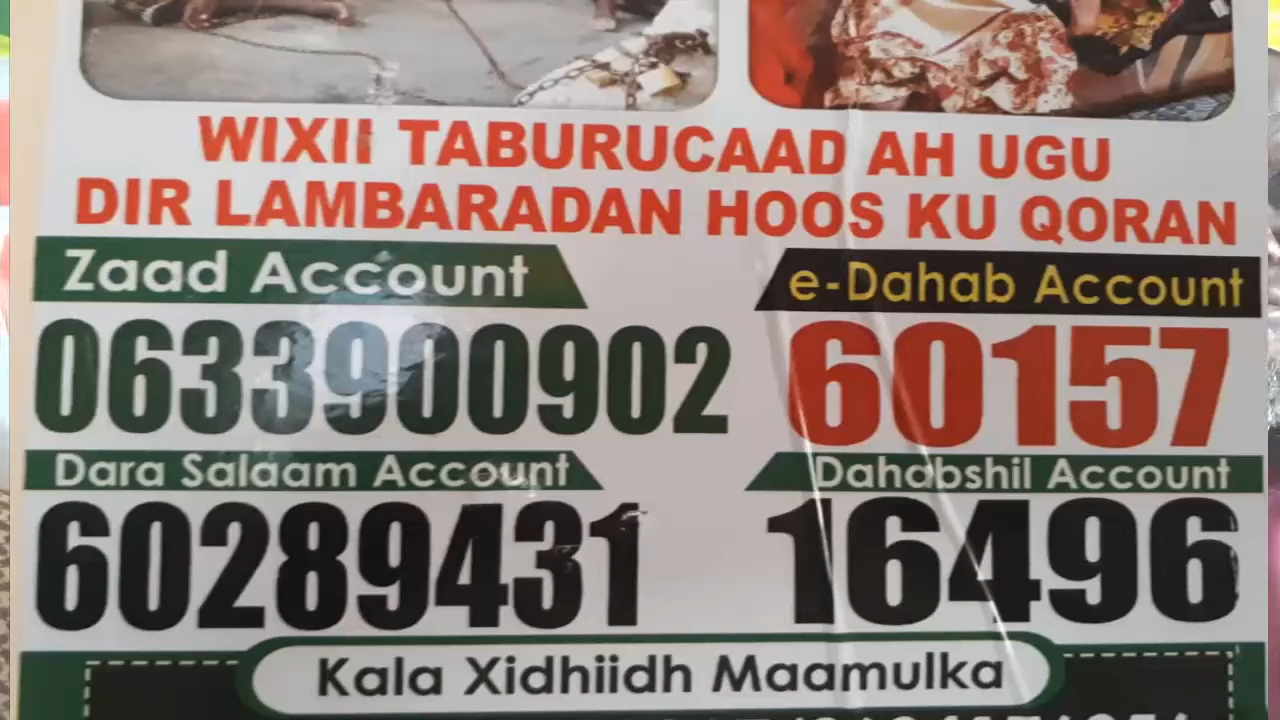 WIXII TABURUCAAD AH UGU
DIR LAMBARADAN HOOS KU QORAN
Zaad Account
e-Dahab Account
0633900902
60157
Dara Salaam Account
Dahabshil Account
60289431
16496
Kala Xidhiidh Maamulka